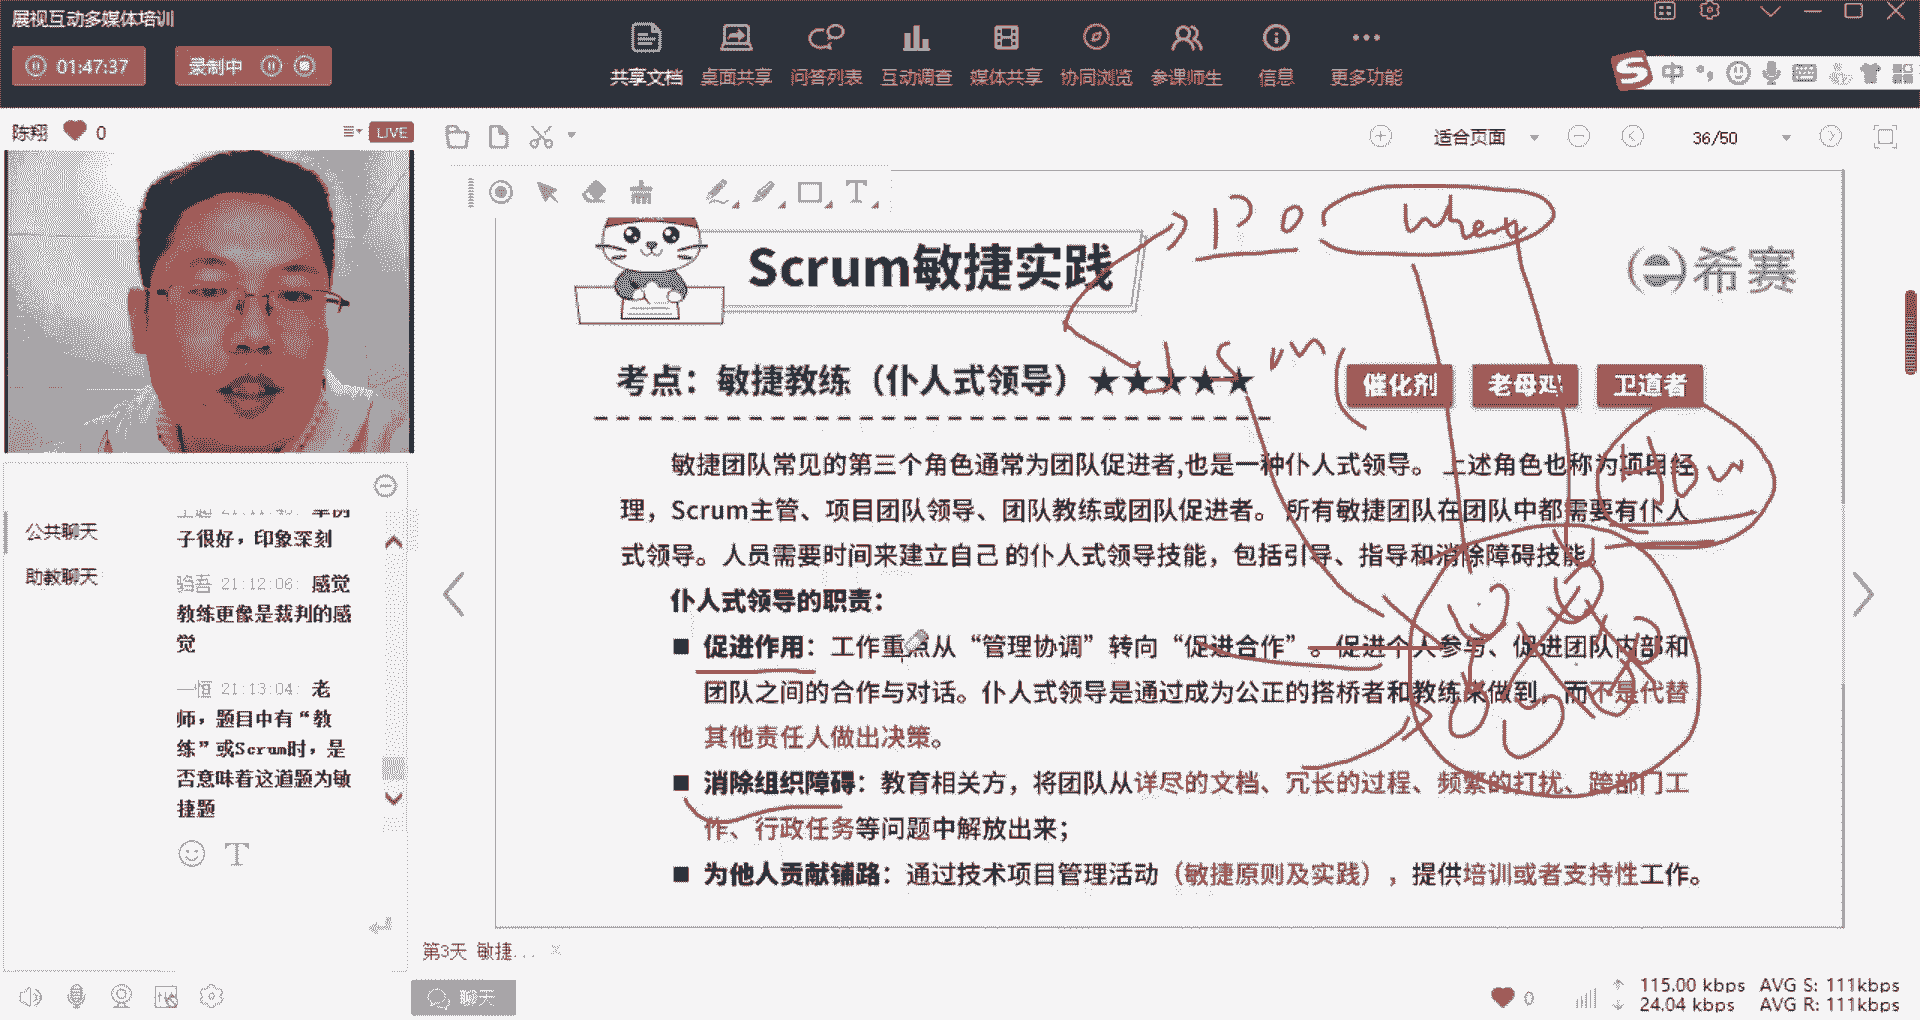 展视互动多媒体培训
01:47:37
录制中
共享文档 桌面共享 问答列表 互动调查 媒体共享 协同浏览 参课师生 信息 更多功能
中
陈翔 0
LIVE
适合页面
36/50
公共聊天
助教聊天
子很好，印象深刻
21:12:06: 感觉
教练更像是裁判的感
觉
一恒 21:13:04: 老
师，题目中有“教
练”或Scrum时，是
否意味着这道题为敏
捷题
T
PO
what
Scrum敏捷实践
希赛
考点：敏捷教练（仆人式领导）★★★★★
催化剂
老母鸡
卫道者
How
敏捷团队常见的第三个角色通常为团队促进者,也是一种仆人式领导。 上述角色也称为项目经
理，Scrum主管、项目团队领导、团队教练或团队促进者。 所有敏捷团队在团队中都需要有仆人
式领导。人员需要时间来建立自己 的仆人式领导技能，包括引导、指导和消除障碍技能
仆人式领导的职责：
■ 促进作用：工作重点从“管理协调”转向“促进合作”。促进个人参与、促进团队内部和
团队之间的合作与对话。仆人式领导是通过成为公正的搭桥者和教练来做到，而不是代替
其他责任人做出决策。
■ 消除组织障碍：教育相关方，将团队从详尽的文档、冗长的过程、频繁的打扰、跨部门工
作、行政任务等问题中解放出来；
■ 为他人贡献铺路：通过技术项目管理活动（敏捷原则及实践），提供培训或者支持性工作。
第3天 敏捷...
聊天
0
115.00 kbps AVG S: 111kbps
24.04 kbps AVG R: 111kbps